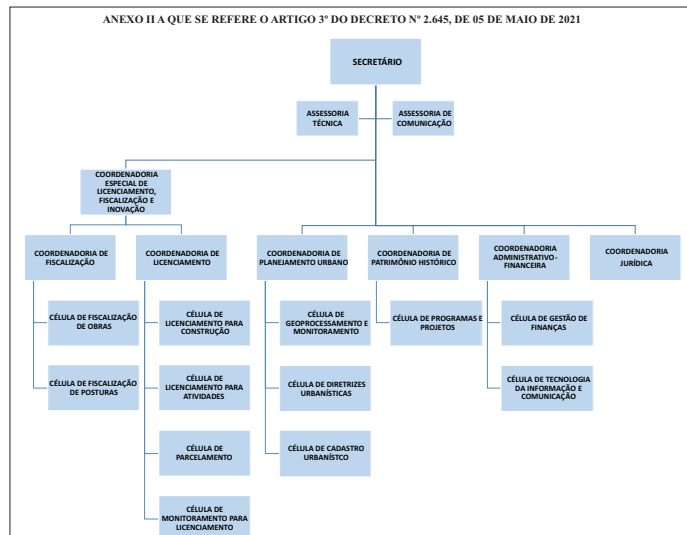 ANEXO II A QUE SE REFERE O ARTIGO 3º DO DECRETO Nº 2.645, DE 05 DE MAIO DE 2021
SECRETÁRIO
ASSESSORIA
TÉCNICA
ASSESSORIA DE
COMUNICAÇÃO
COORDENADORIA
ESPECIAL DE
LICENCIAMENTO,
FISCALIZAÇÃO E
INOVAÇÃO
COORDENADORIA DE
FISCALIZAÇÃO
COORDENADORIA DE
LICENCIAMENTO
COORDENADORIA DE
PLANEJAMENTO URBANO
COORDENADORIA DE
PATRIMÔNIO HISTÓRICO
COORDENADORIA
ADMINISTRATIVO-
FINANCEIRA
COORDENADORIA
JURÍDICA
CÉLULA DE FISCALIZAÇÃO
DE OBRAS
CÉLULA DE
LICENCIAMENTO PARA
CONSTRUÇÃO
CÉLULA DE
GEOPROCESSAMENTO E
MONITORAMENTO
CÉLULA DE PROGRAMAS E
PROJETOS
CÉLULA DE GESTÃO DE
FINANÇAS
CÉLULA DE FISCALIZAÇÃO
DE POSTURAS
CÉLULA DE
LICENCIAMENTO PARA
ATIVIDADES
CÉLULA DE DIRETRIZES
URBANÍSTICAS
CÉLULA DE TECNOLOGIA
DA INFORMAÇÃO E
COMUNICAÇÃO
CÉLULA DE
PARCELAMENTO
CÉLULA DE CADASTRO
URBANÍSTCO
CÉLULA DE
MONITORAMENTO PARA
LICENCIAMENTO